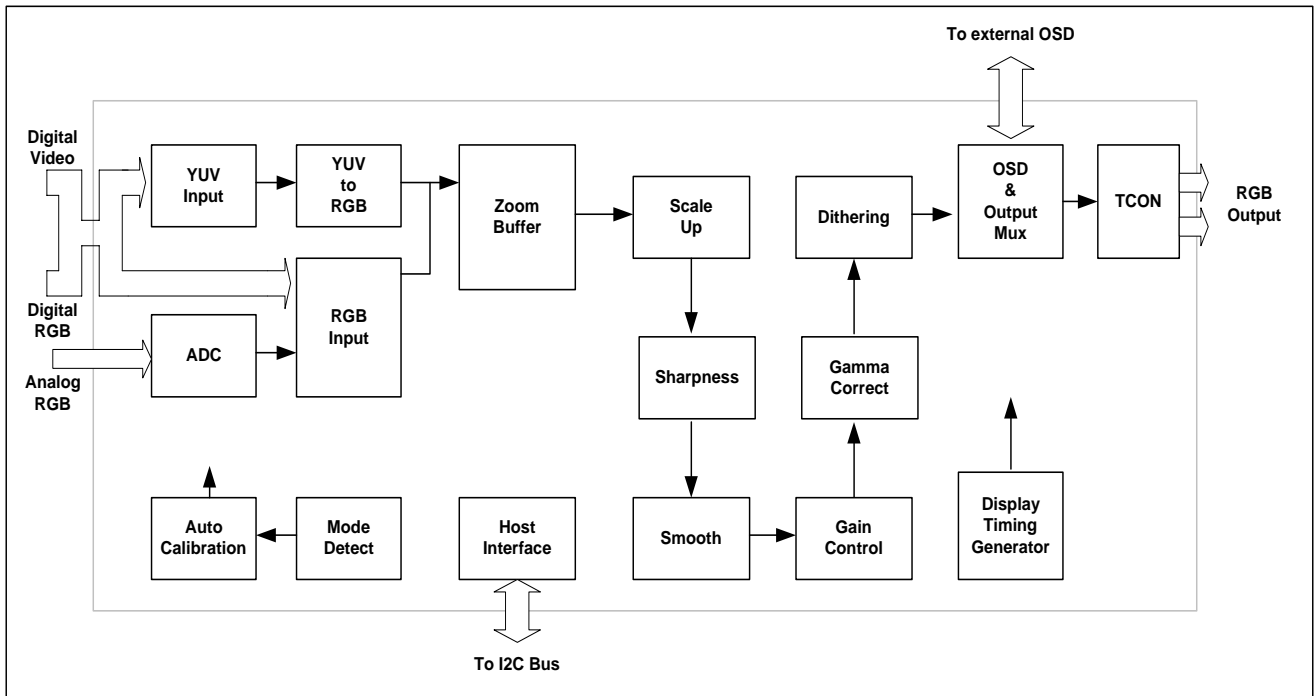 To external OSD
Digital
Video
YUV
Input
YUV
to
RGB
Zoom
Buffer
Scale
Up
Dithering
OSD
&
Output
Mux
TCON
RGB
Output
Digital
RGB
RGB
Input
Analog
RGB
ADC
Sharpness
Gamma
Correct
Auto
Calibration
Mode
Detect
Host
Interface
Smooth
Gain
Control
Display
Timing
Generator
To I2C Bus